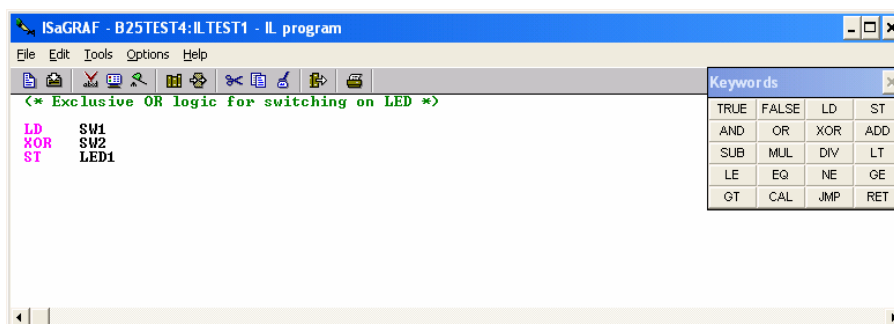 ISaGRAF - B25TEST4:ILTEST1 - IL program
File Edit Tools Options Help
(* Exclusive OR logic for switching on LED *)
LD SW1
XOR SW2
ST LED1
Keywords
TRUE FALSE LD ST
AND OR XOR ADD
SUB MUL DIV LT
LE EQ NE GE
GT CAL JMP RET